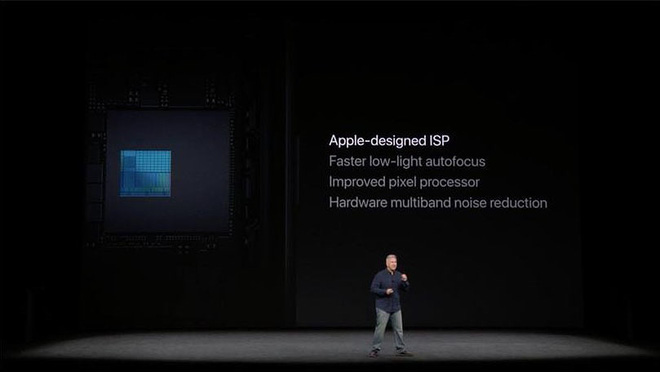 Apple-designed ISP
Faster low-light autofocus
Improved pixel processor
Hardware multiband noise reduction